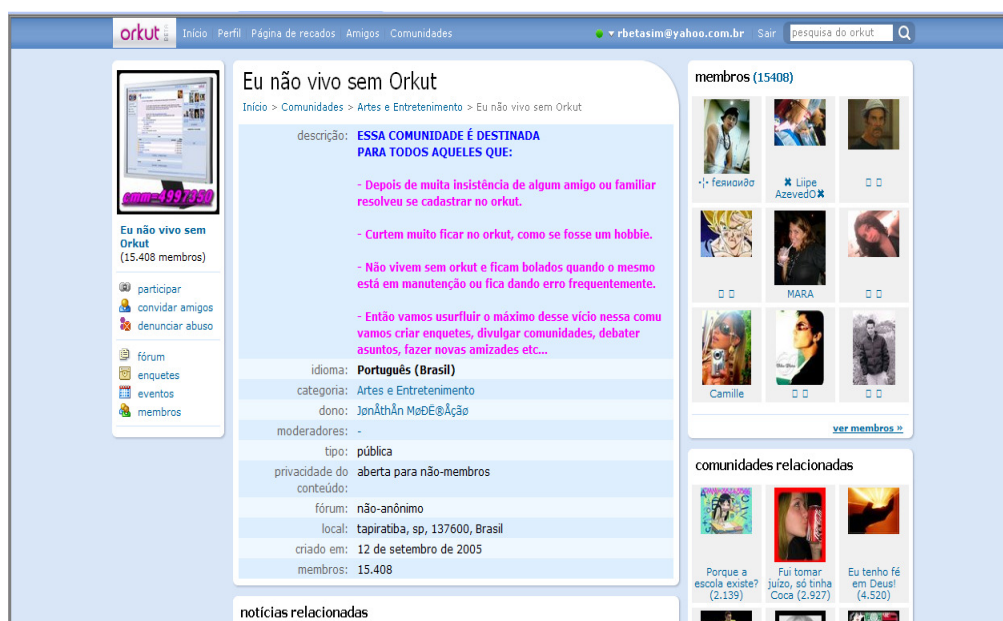 orkut BETA
Início Perfil Página de recados Amigos Comunidades
rbetasim@yahoo.com.br Sair pesquisa do orkut
cmm=4997950
Eu não vivo sem
Orkut
(15.408 membros)
participar
convidar amigos
denunciar abuso
fórum
enquetes
eventos
membros
Eu não vivo sem Orkut
Início > Comunidades > Artes e Entretenimento > Eu não vivo sem Orkut
descrição: ESSA COMUNIDADE É DESTINADA
PARA TODOS AQUELES QUE:
- Depois de muita insistência de algum amigo ou familiar
resolveu se cadastrar no orkut.
- Curtem muito ficar no orkut, como se fosse um hobbie.
- Não vivem sem orkut e ficam bolados quando o mesmo
está em manutenção ou fica dando erro frequentemente.
- Então vamos usurfluir o máximo desse vício nessa comu
vamos criar enquetes, divulgar comunidades, debater
asuntos, fazer novas amizades etc...
idioma: Português (Brasil)
categoria: Artes e Entretenimento
dono: JønÅthÅn MøÐË®Åçãø
moderadores: -
tipo: pública
privacidade do aberta para não-membros
conteúdo:
fórum: não-anônimo
local: tapiratiba, sp, 137600, Brasil
criado em: 12 de setembro de 2005
membros: 15.408
notícias relacionadas
membros (15408)
✖ Liipe
AzevedO✖
MARA
Camille
ver membros »
comunidades relacionadas
Porque a
escola existe?
(2.139)
Fui tomar
juízo, só tinha
Coca (2.927)
Eu tenho fé
em Deus!
(4.520)